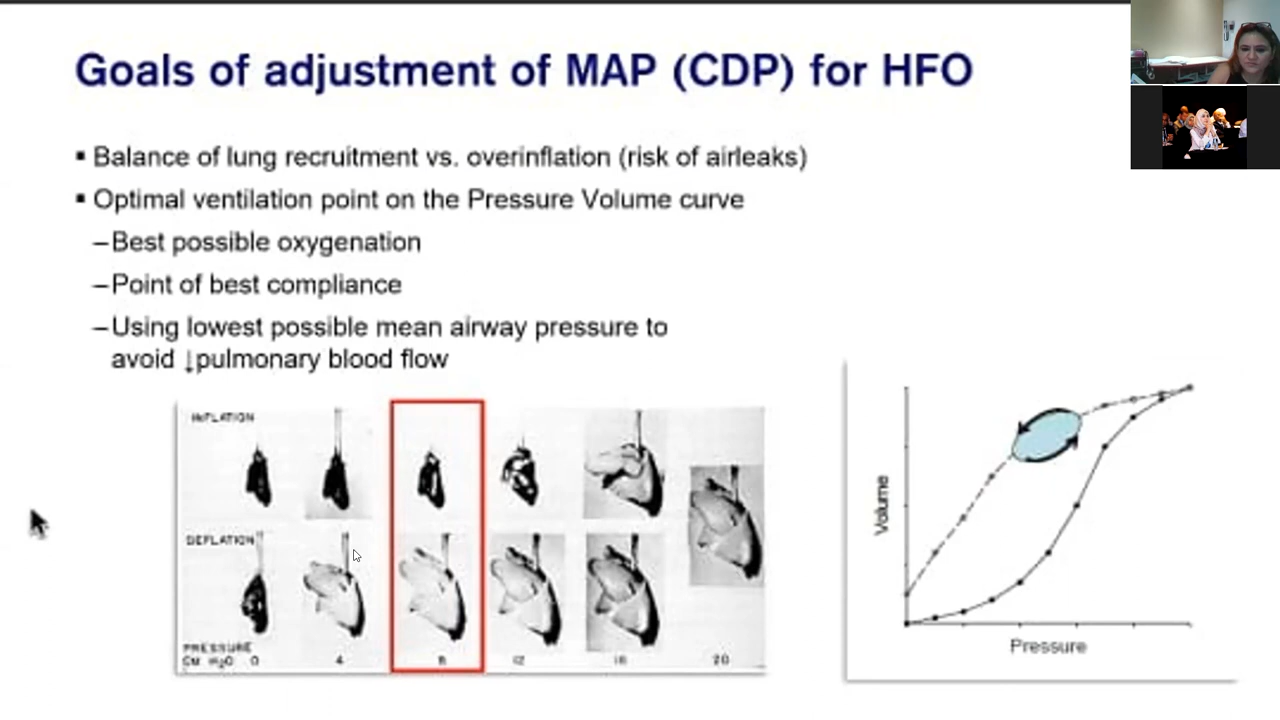 Goals of adjustment of MAP (CDP) for HFO
▪ Balance of lung recruitment vs. overinflation (risk of airleaks)
▪ Optimal ventilation point on the Pressure Volume curve
–Best possible oxygenation
–Point of best compliance
–Using lowest possible mean airway pressure to
avoid ↓pulmonary blood flow
INFLATION
DEFLATION
PRESSURE
CM H₂O 0 4 8 12 16 20
Volume
Pressure